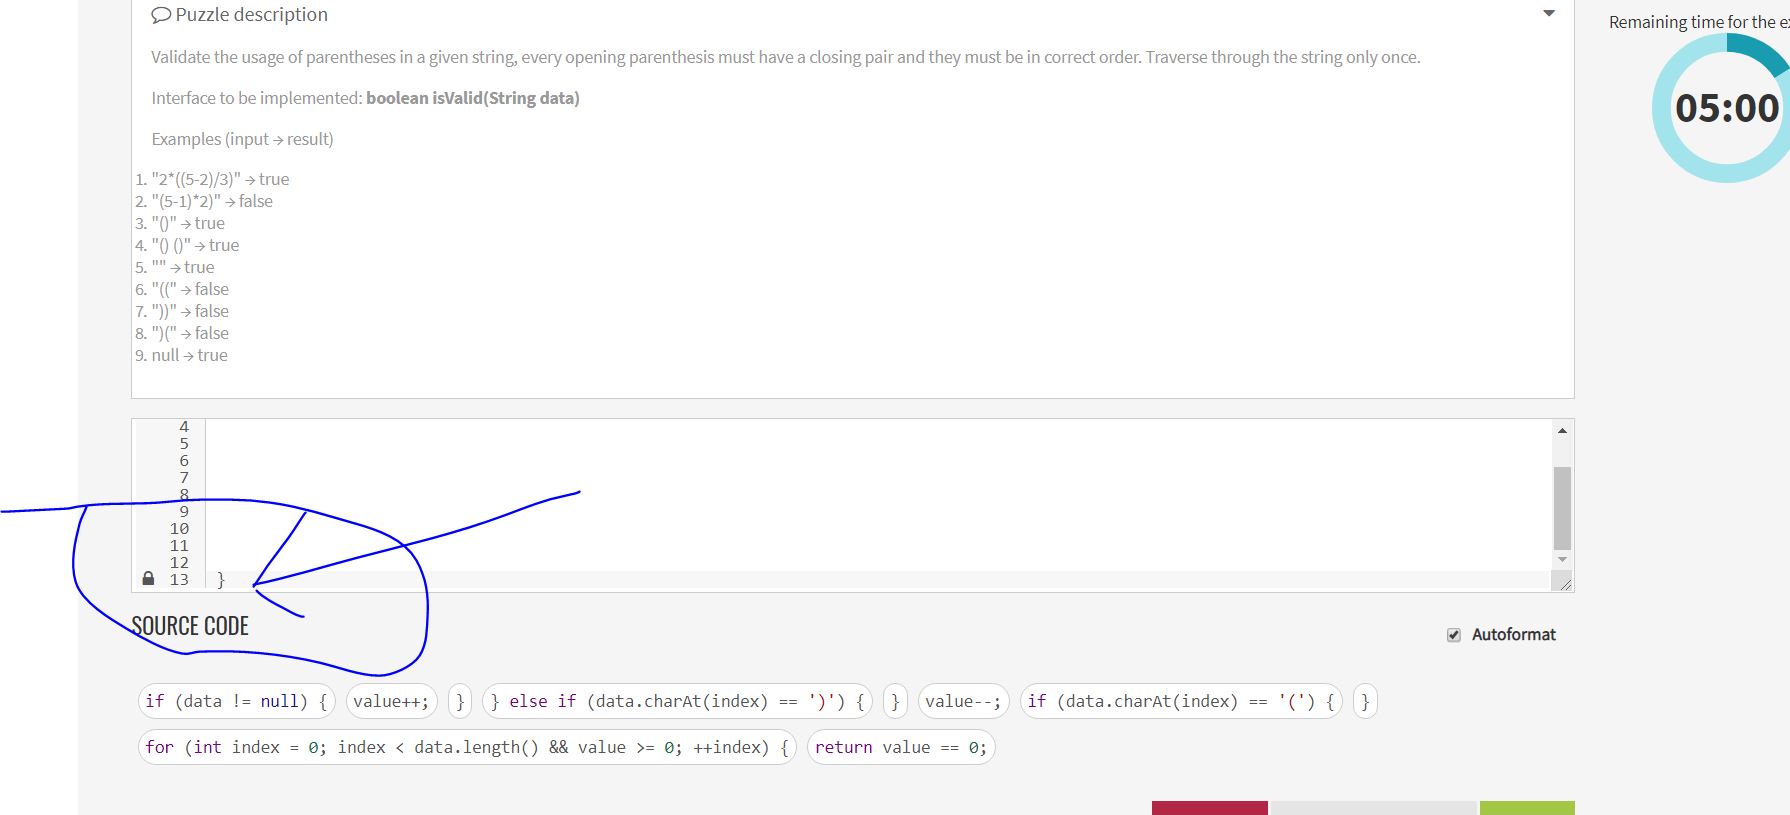 Puzzle description
Remaining time for the e
Validate the usage of parentheses in a given string, every opening parenthesis must have a closing pair and they must be in correct order. Traverse through the string only once.
05:00
Interface to be implemented: boolean isValid(String data)
Examples (input → result)
1. "2*((5-2)/3)" → true
2. "(5-1)*2)" → false
3. "()" → true
4. "() ()" → true
5. "" → true
6. "((" → false
7. "))" → false
8. ")(" → false
9. null → true
4
5
6
7
8
9
10
11
12
13 }
SOURCE CODE
Autoformat
if (data != null) { value++; } } else if (data.charAt(index) == ')') { } value--; if (data.charAt(index) == '(') { }
for (int index = 0; index < data.length() && value >= 0; ++index) { return value == 0;